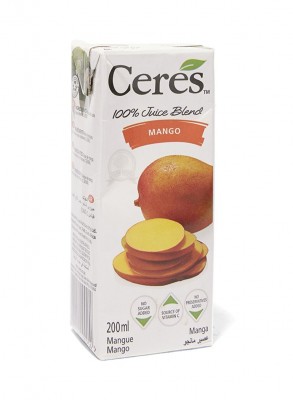 Ceres™
100% Juice Blend
MANGO
NO
SUGAR
ADDED
SOURCE OF
VITAMIN C
NO
PRESERVATIVES
ADDED
200ml
Mangue
Mango
Manga
عصير مانجو